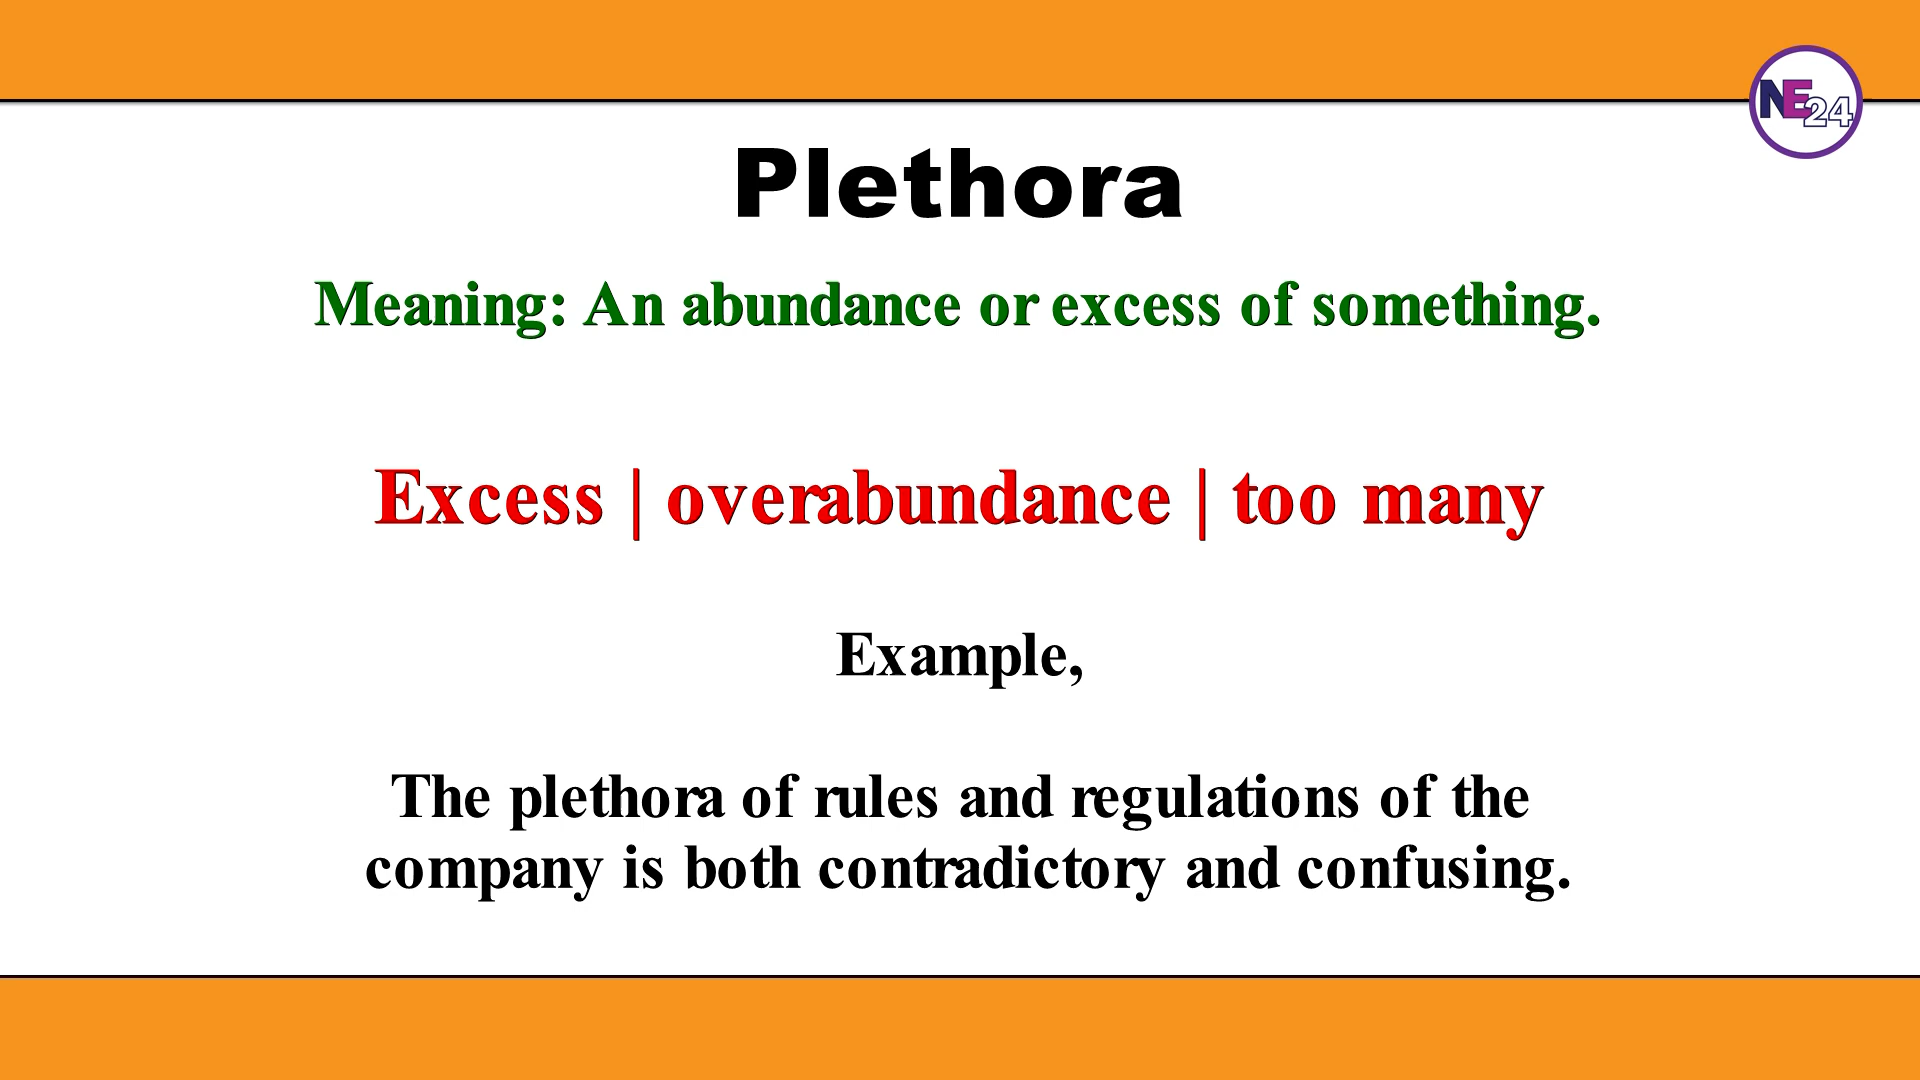 NE24
Plethora
Meaning: An abundance or excess of something.
Excess | overabundance | too many
Example,
The plethora of rules and regulations of the
company is both contradictory and confusing.